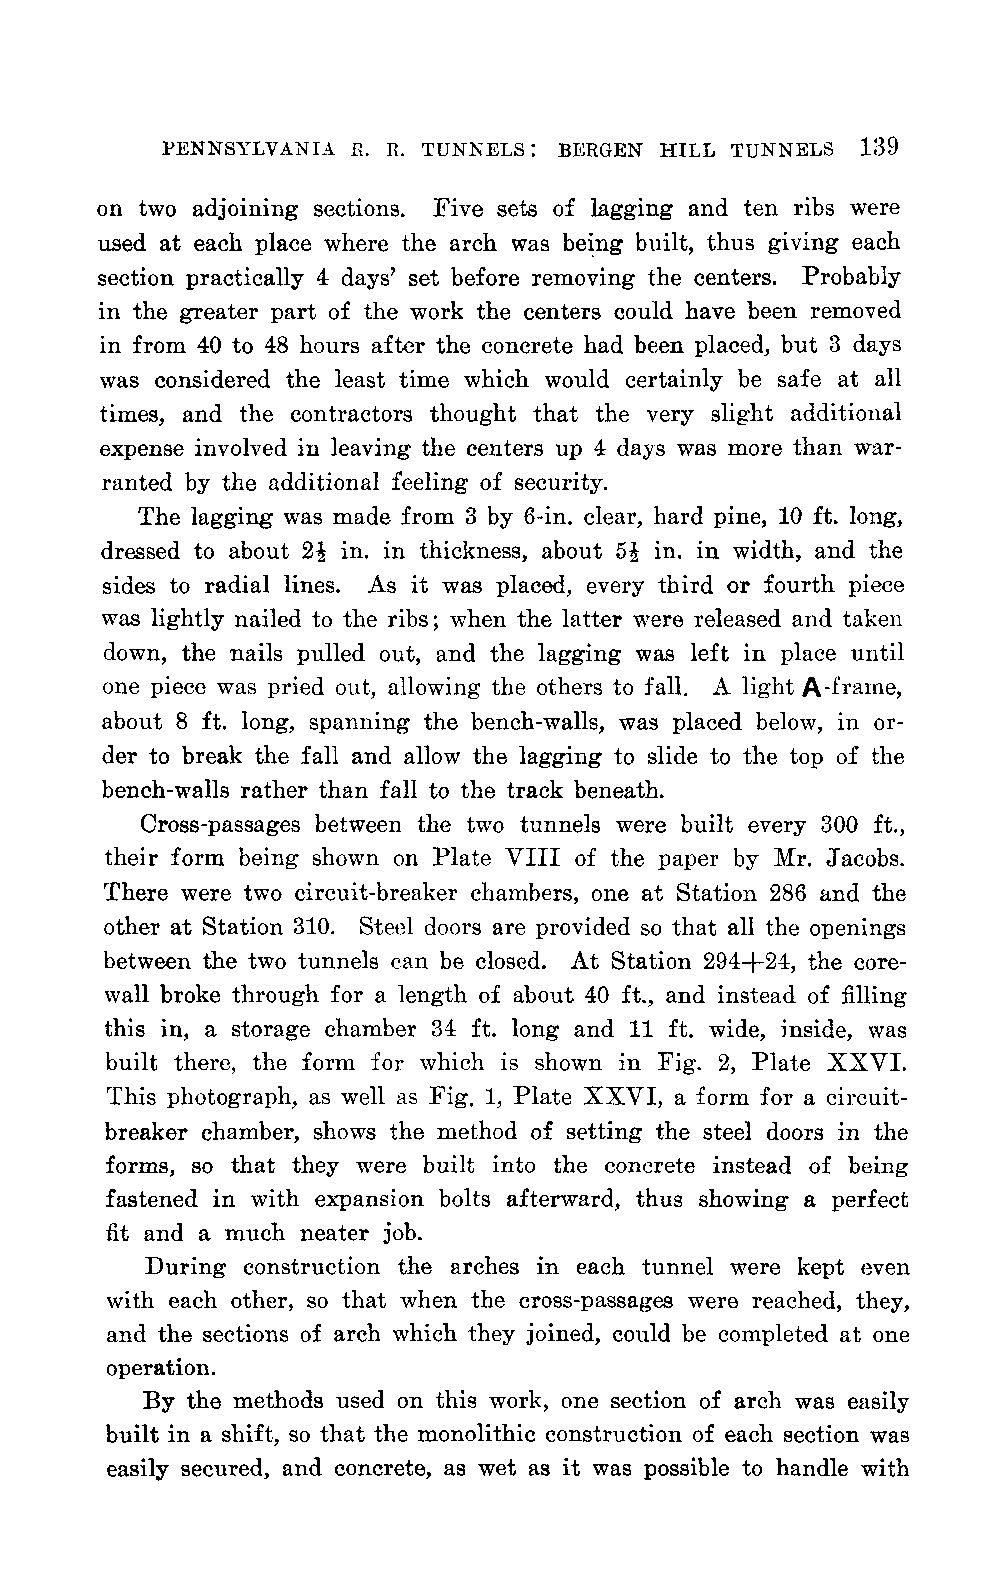 PENNSYLVANIA R. R. TUNNELS: BERGEN HILL TUNNELS 139
on two adjoining sections. Five sets of lagging and ten ribs were
used at each place where the arch was being built, thus giving each
section practically 4 days' set before removing the centers. Probably
in the greater part of the work the centers could have been removed
in from 40 to 48 hours after the concrete had been placed, but 3 days
was considered the least time which would certainly be safe at all
times, and the contractors thought that the very slight additional
expense involved in leaving the centers up 4 days was more than war-
ranted by the additional feeling of security.
The lagging was made from 3 by 6-in. clear, hard pine, 10 ft. long,
dressed to about 2½ in. in thickness, about 5½ in. in width, and the
sides to radial lines. As it was placed, every third or fourth piece
was lightly nailed to the ribs; when the latter were released and taken
down, the nails pulled out, and the lagging was left in place until
one piece was pried out, allowing the others to fall. A light A-frame,
about 8 ft. long, spanning the bench-walls, was placed below, in or-
der to break the fall and allow the lagging to slide to the top of the
bench-walls rather than fall to the track beneath.
Cross-passages between the two tunnels were built every 300 ft.,
their form being shown on Plate VIII of the paper by Mr. Jacobs.
There were two circuit-breaker chambers, one at Station 286 and the
other at Station 310. Steel doors are provided so that all the openings
between the two tunnels can be closed. At Station 294+24, the core-
wall broke through for a length of about 40 ft., and instead of filling
this in, a storage chamber 34 ft. long and 11 ft. wide, inside, was
built there, the form for which is shown in Fig. 2, Plate XXVI.
This photograph, as well as Fig. 1, Plate XXVI, a form for a circuit-
breaker chamber, shows the method of setting the steel doors in the
forms, so that they were built into the concrete instead of being
fastened in with expansion bolts afterward, thus showing a perfect
fit and a much neater job.
During construction the arches in each tunnel were kept even
with each other, so that when the cross-passages were reached, they,
and the sections of arch which they joined, could be completed at one
operation.
By the methods used on this work, one section of arch was easily
built in a shift, so that the monolithic construction of each section was
easily secured, and concrete, as wet as it was possible to handle with